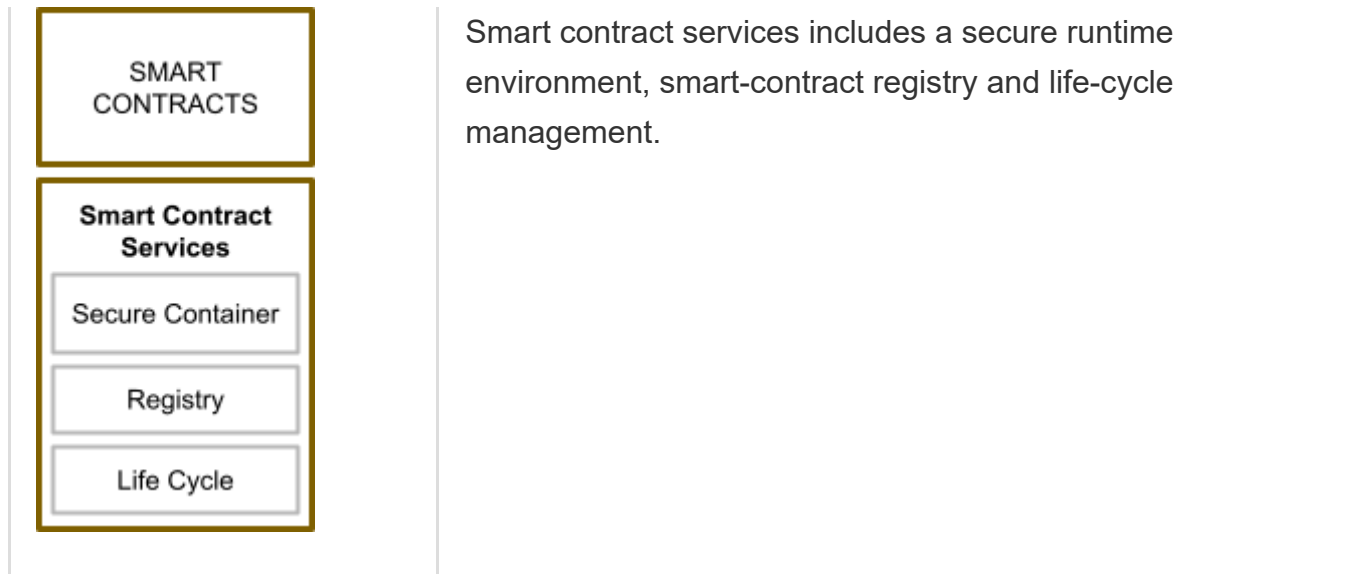 SMART
CONTRACTS
Smart Contract
Services
Secure Container
Registry
Life Cycle
Smart contract services includes a secure runtime
environment, smart-contract registry and life-cycle
management.